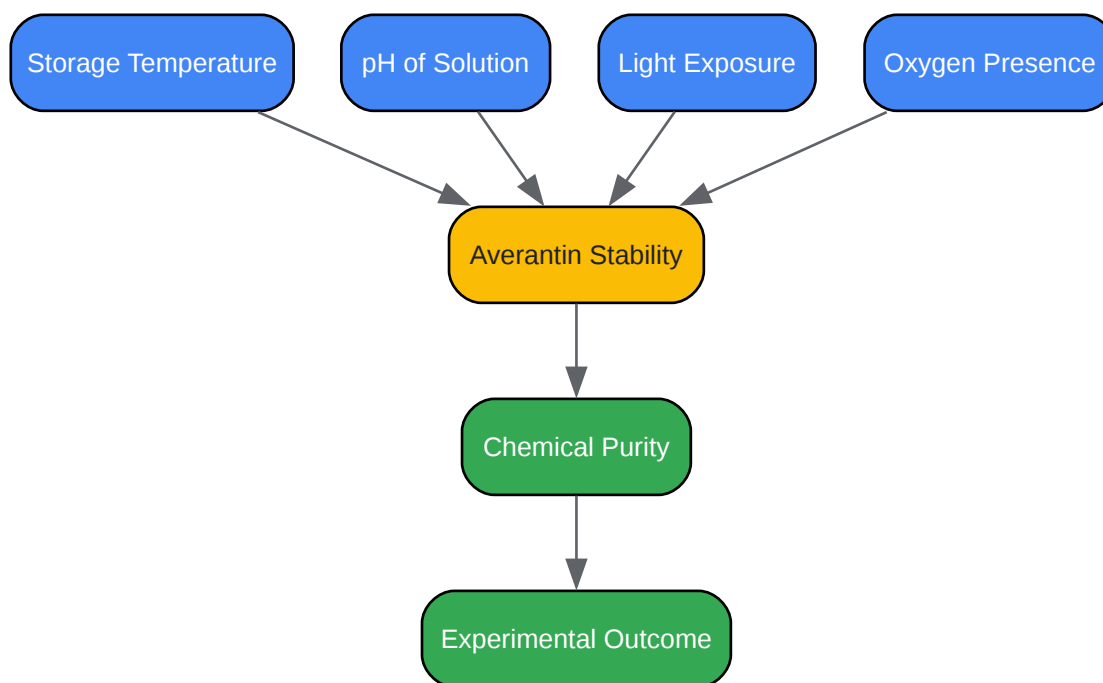 Storage Temperature
pH of Solution
Light Exposure
Oxygen Presence
Averantin Stability
Chemical Purity
Experimental Outcome